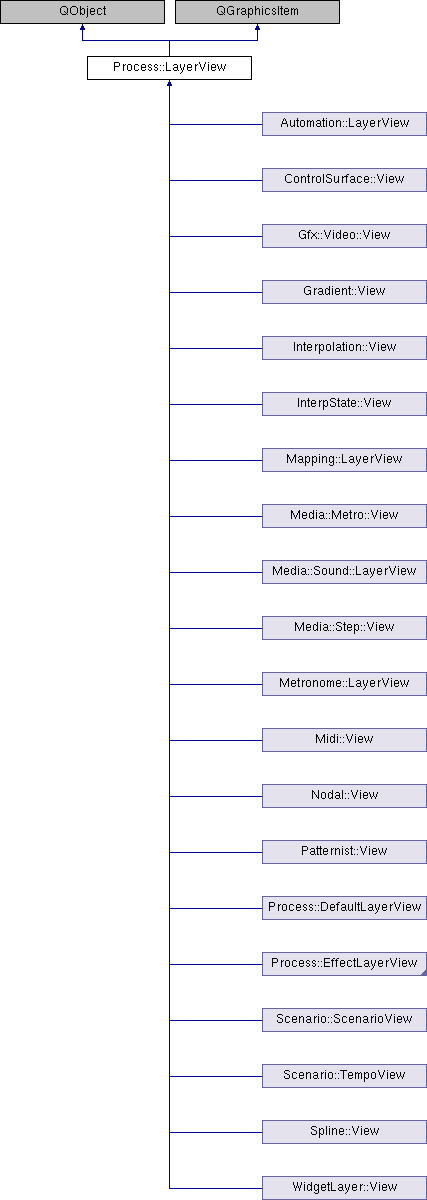 QObject
QGraphicsItem
Process::LayerView
Automation::LayerView
ControlSurface::View
Gfx::Video::View
Gradient::View
Interpolation::View
InterpState::View
Mapping::LayerView
Media::Metro::View
Media::Sound::LayerView
Media::Step::View
Metronome::LayerView
Midi::View
Nodal::View
Patternist::View
Process::DefaultLayerView
Process::EffectLayerView
Scenario::ScenarioView
Scenario::TempoView
Spline::View
WidgetLayer::View